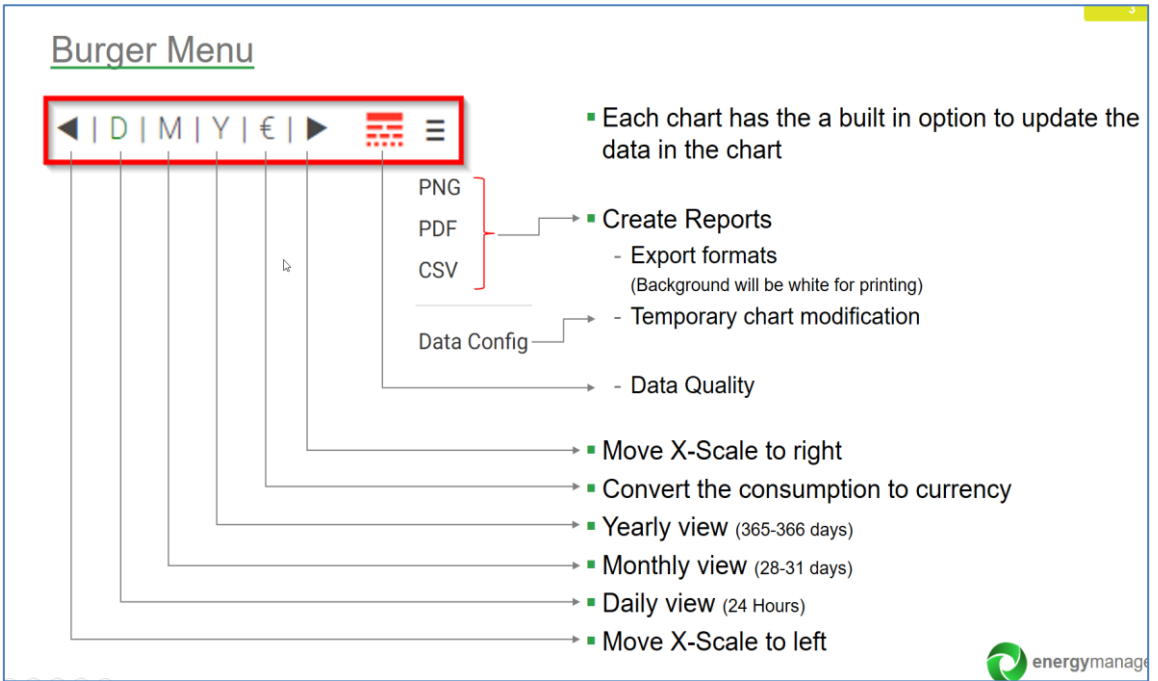 3
Burger Menu
◀ | D | M | Y | € | ▶ ☰
PNG
PDF
CSV
Data Config
▪ Each chart has the a built in option to update the
data in the chart
▪ Create Reports
- Export formats
(Background will be white for printing)
- Temporary chart modification
- Data Quality
▪ Move X-Scale to right
▪ Convert the consumption to currency
▪ Yearly view (365-366 days)
▪ Monthly view (28-31 days)
▪ Daily view (24 Hours)
▪ Move X-Scale to left
energymanage